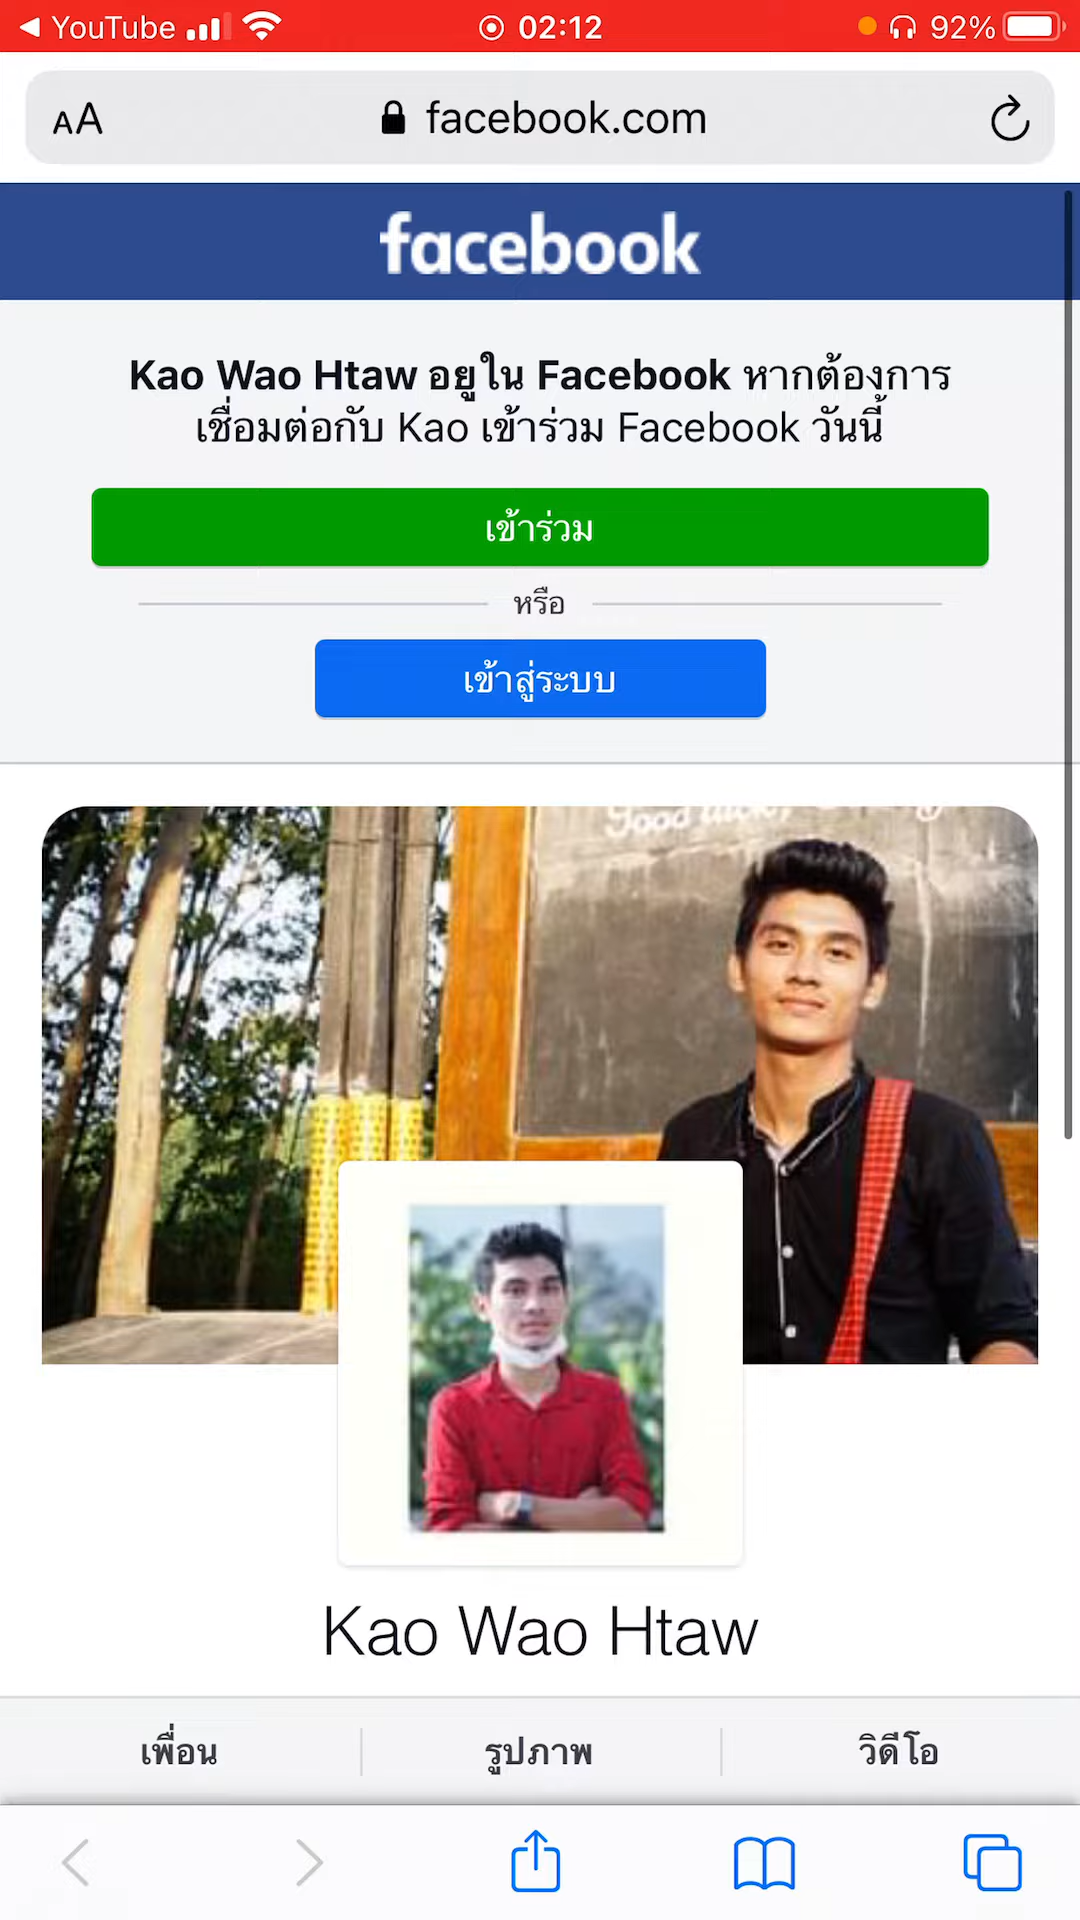 YouTube 02:12 92%
AA facebook.com
facebook
Kao Wao Htaw อยู่ใน Facebook หากต้องการ
เชื่อมต่อกับ Kao เข้าร่วม Facebook วันนี้
เข้าร่วม
หรือ
เข้าสู่ระบบ
Good
Kao Wao Htaw
เพื่อน รูปภาพ วิดีโอ